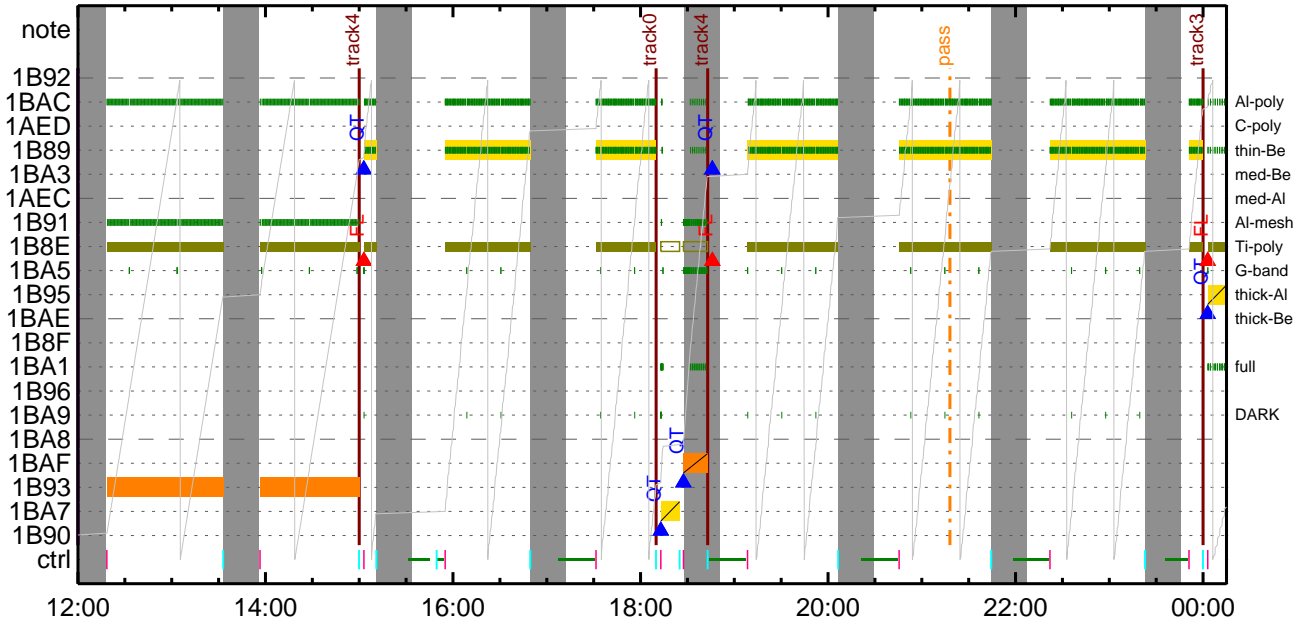 note
track4
track0
track4
pass
track3
1B92
1BAC Al-poly
1AED C-poly
QT
QT
1B89 thin-Be
1BA3 med-Be
1AEC med-Al
1B91 Al-mesh
FL
FL
FL
1B8E Ti-poly
1BA5 G-band
QT
1B95 thick-Al
1BAE thick-Be
1B8F
1BA1 full
1B96
1BA9 DARK
1BA8
QT
1BAF
1B93
QT
1BA7
1B90
ctrl
12:00 14:00 16:00 18:00 20:00 22:00 00:00